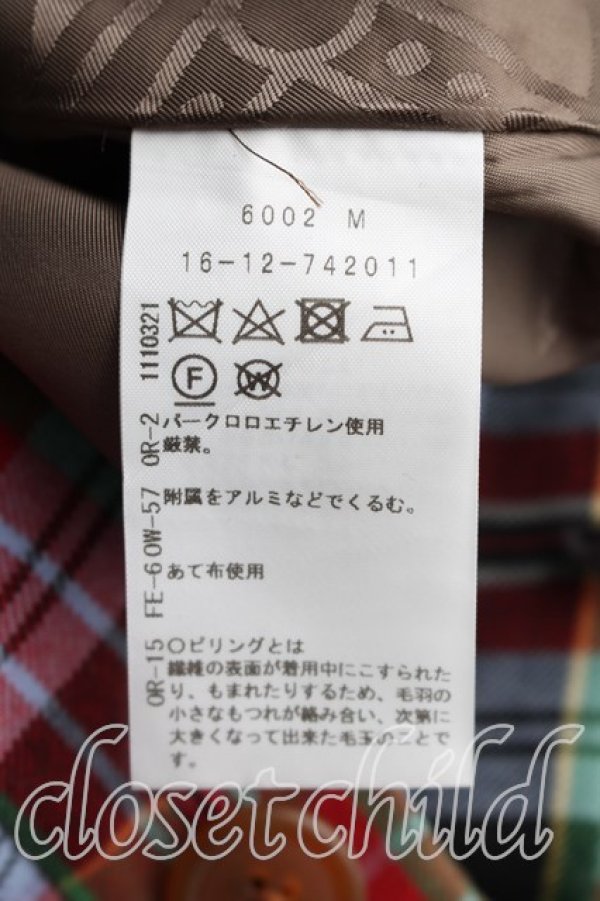 6002 M
16-12-742011
F W
パークロロエチレン使用
厳禁。
附属をアルミなどでくるむ。
あて布使用
〇ピリングとは
繊維の表面が着用中にこすられた
り、もまれたりするため、毛羽の
小さなもつれが絡み合い、次第に
大きくなって出来た毛玉のことで
す。
OR-15 FE-60W-57 OR-2 1110321
closetchild